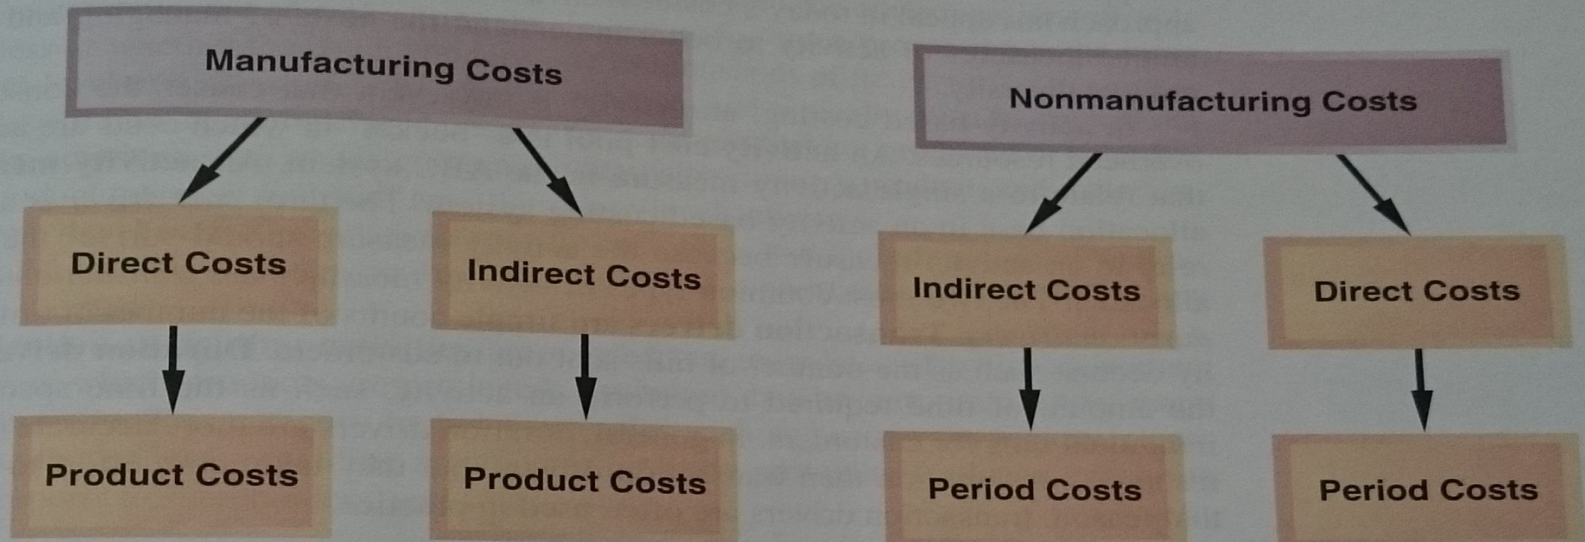 Manufacturing Costs
Nonmanufacturing Costs
Direct Costs
Indirect Costs
Indirect Costs
Direct Costs
Product Costs
Product Costs
Period Costs
Period Costs